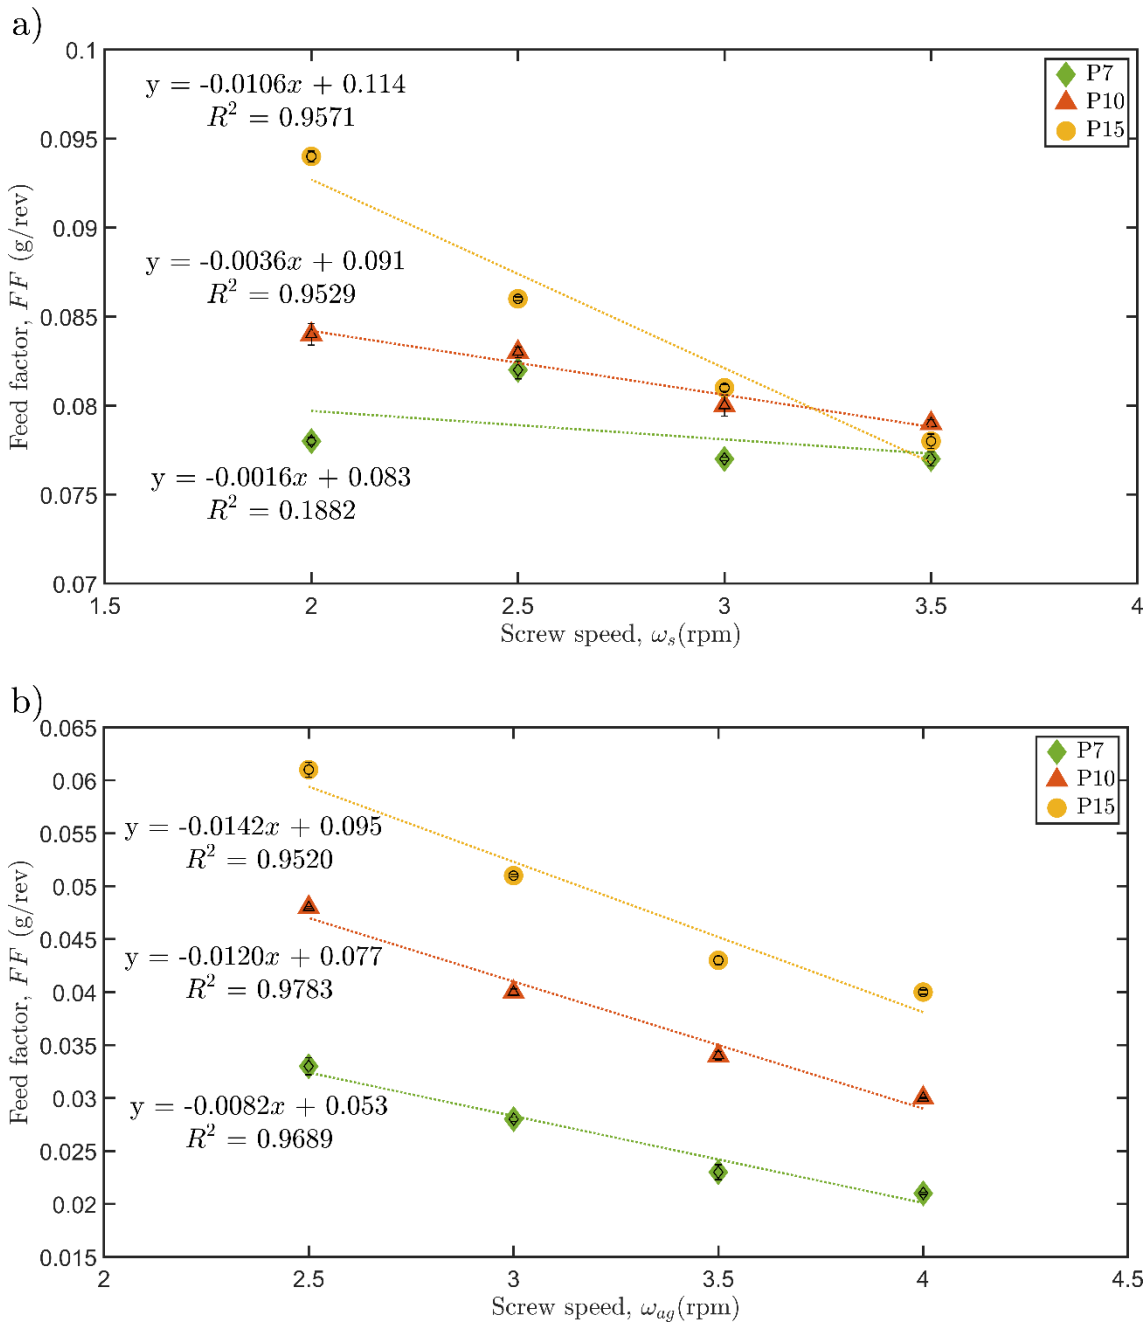 a)
0.1
0.095
0.09
0.085
0.08
0.075
0.07
Feed factor, FF (g/rev)
y = -0.0106x + 0.114
R² = 0.9571
y = -0.0036x + 0.091
R² = 0.9529
y = -0.0016x + 0.083
R² = 0.1882
P7
P10
P15
1.5 2 2.5 3 3.5 4
Screw speed, ωₛ(rpm)
b)
0.065
0.06
0.055
0.05
0.045
0.04
0.035
0.03
0.025
0.02
0.015
Feed factor, FF (g/rev)
y = -0.0142x + 0.095
R² = 0.9520
y = -0.0120x + 0.077
R² = 0.9783
y = -0.0082x + 0.053
R² = 0.9689
P7
P10
P15
2 2.5 3 3.5 4 4.5
Screw speed, ω_ag(rpm)